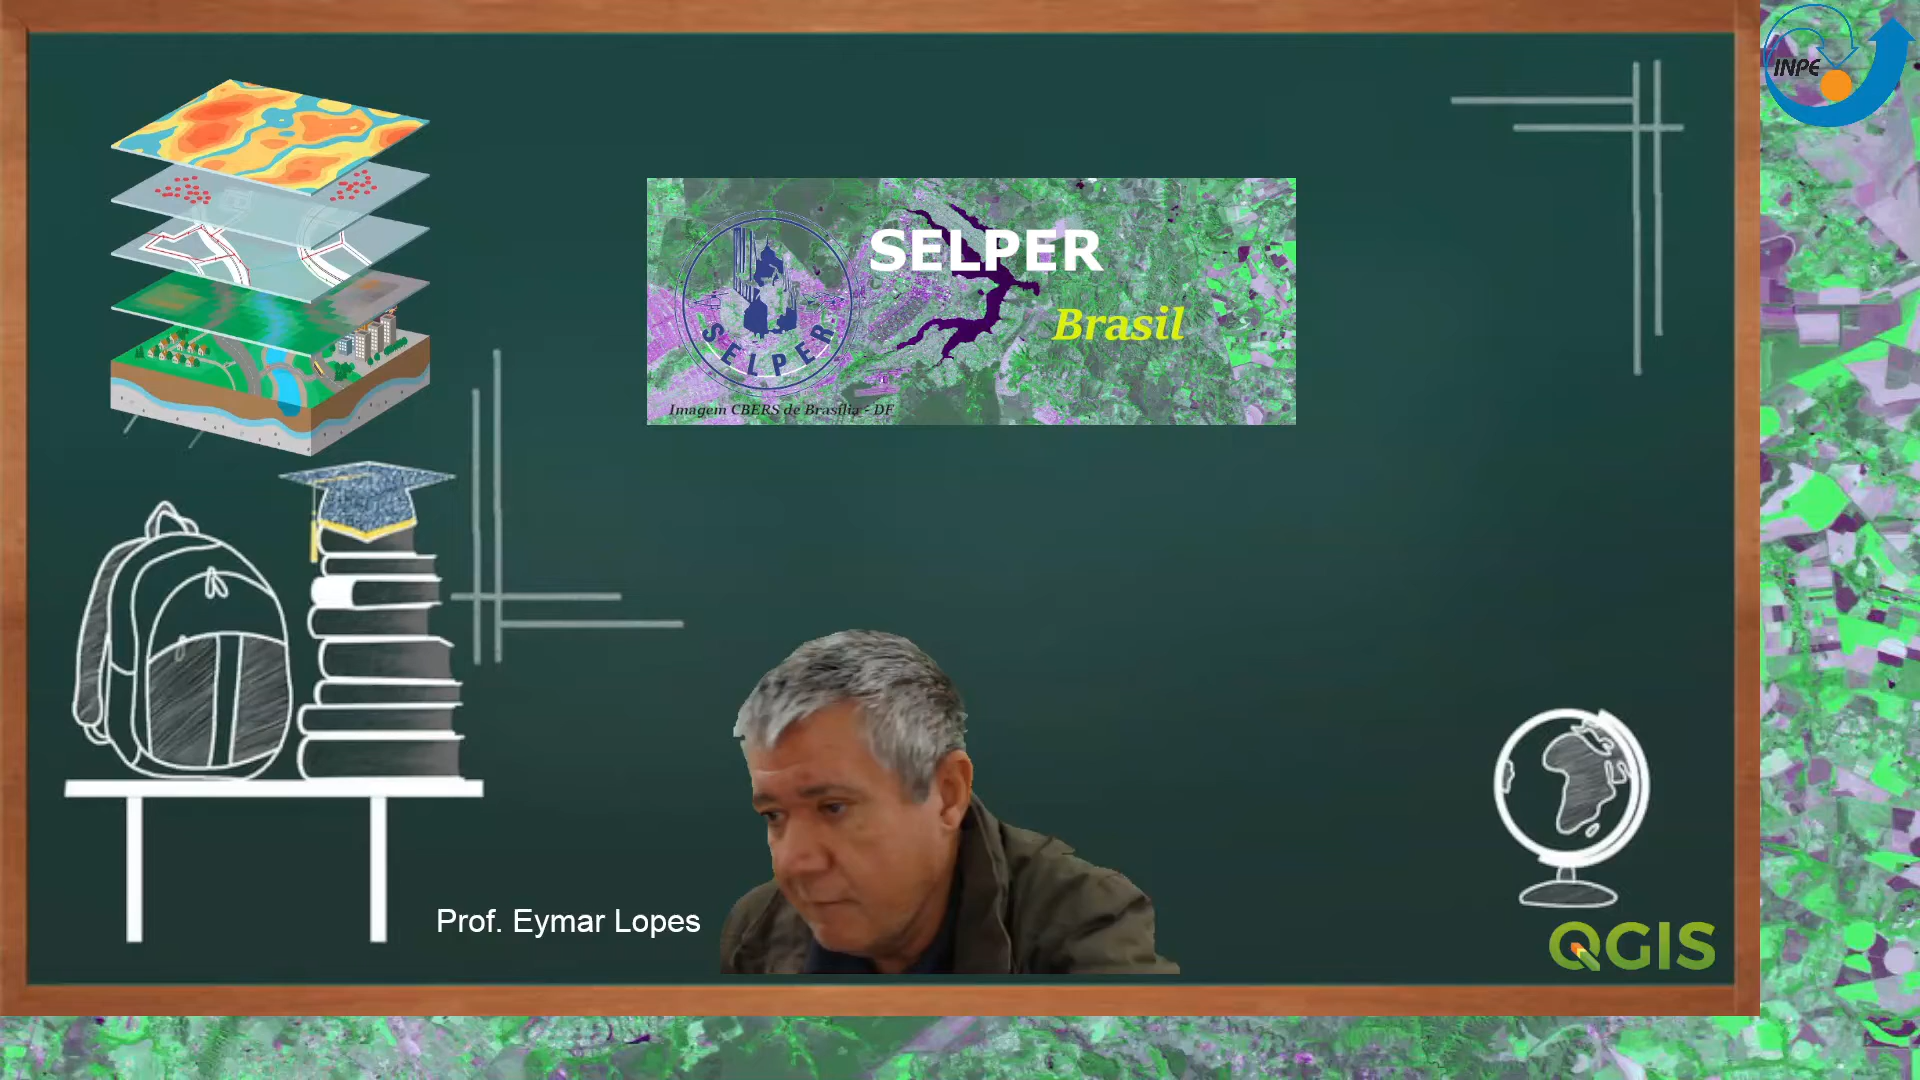 INPE
SELPER
Brasil
SELPER
Imagem CBERS de Brasília - DF
Prof. Eymar Lopes
QGIS